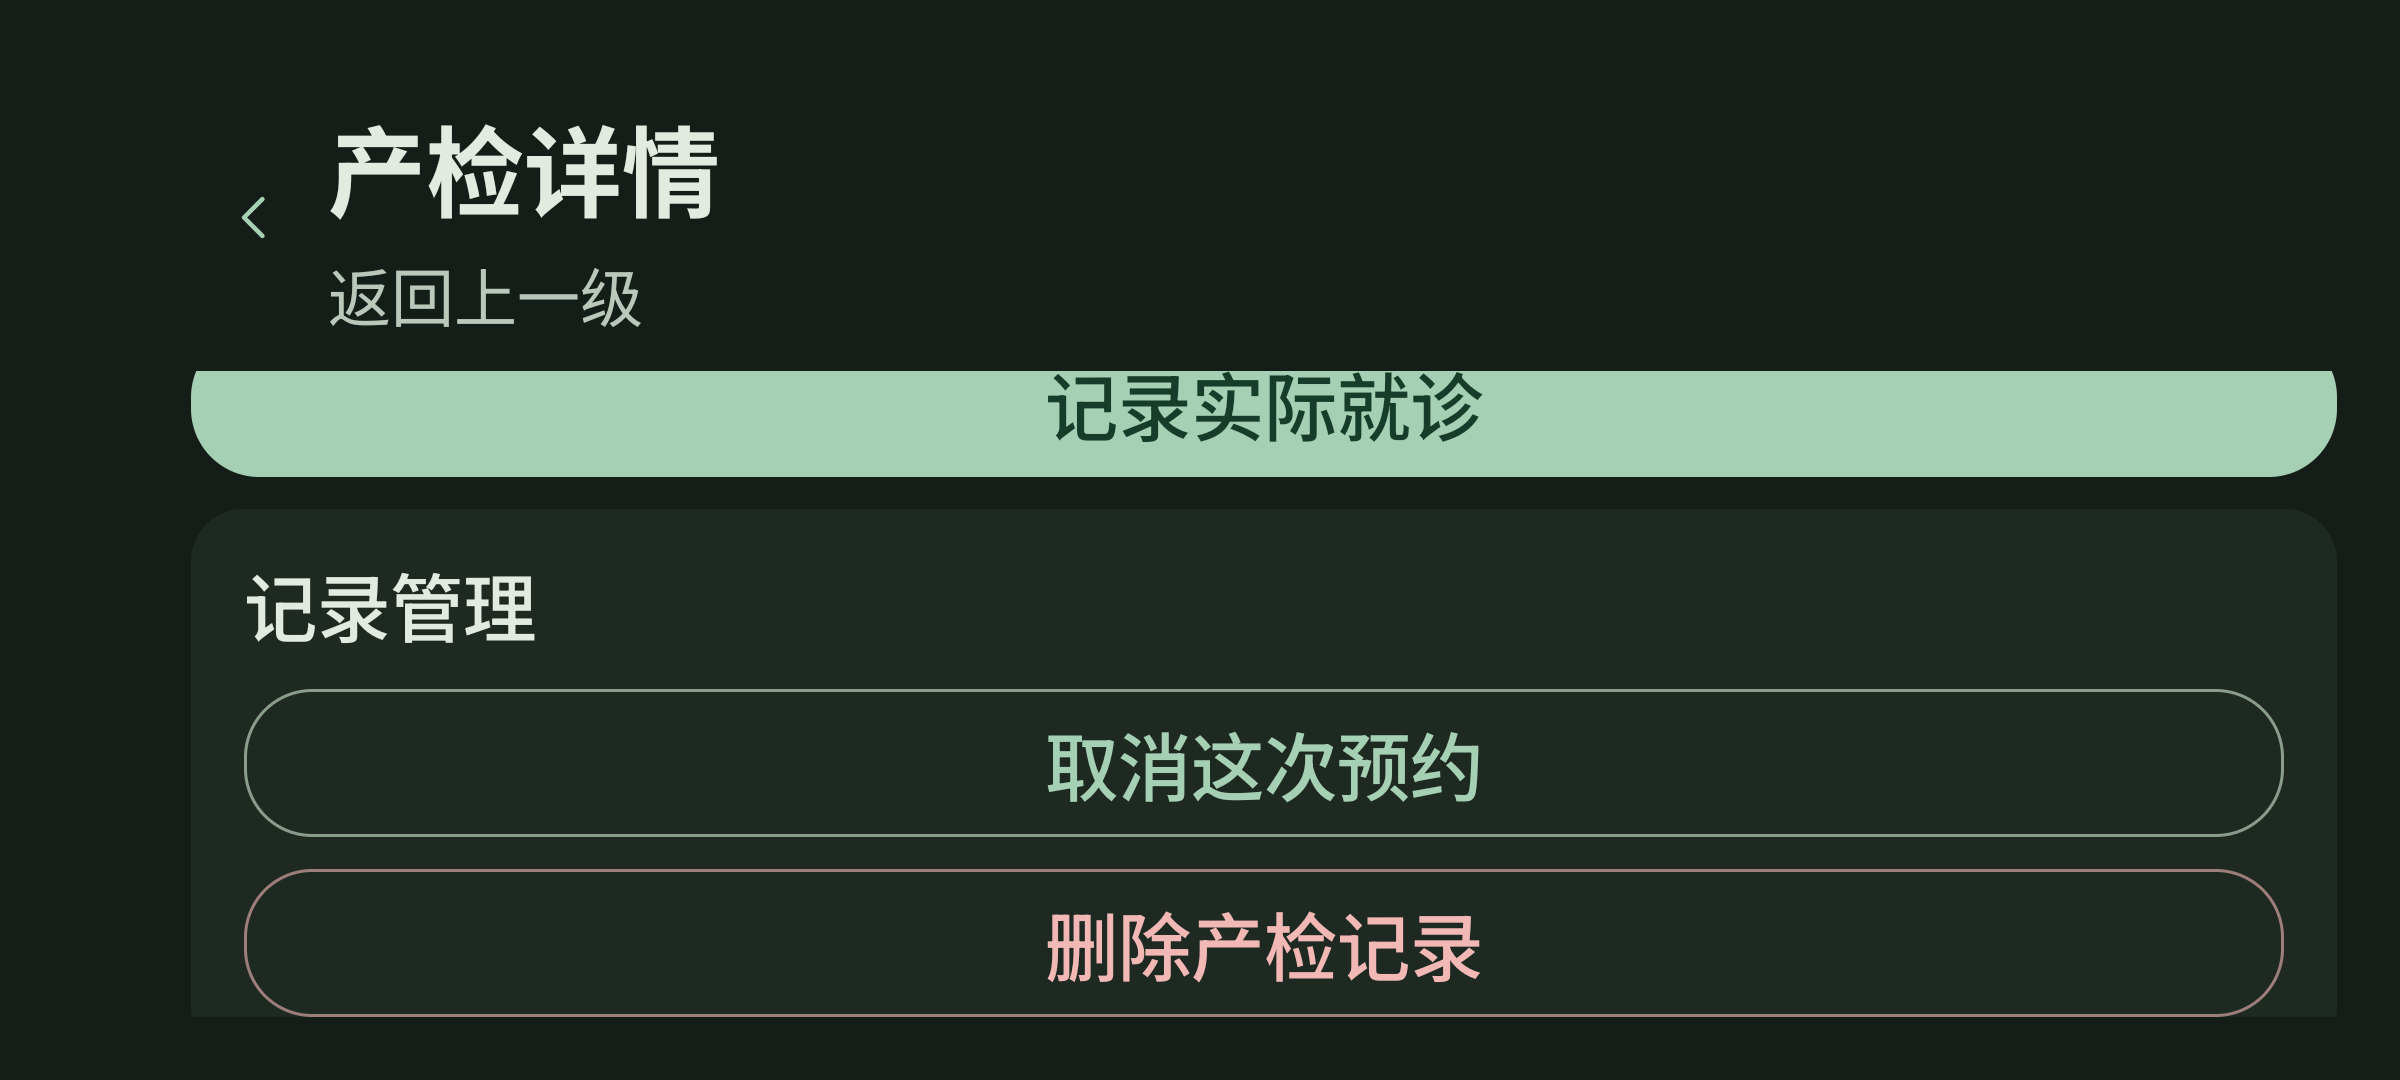 产检详情
返回上一级
记录实际就诊
记录管理
取消这次预约
删除产检记录